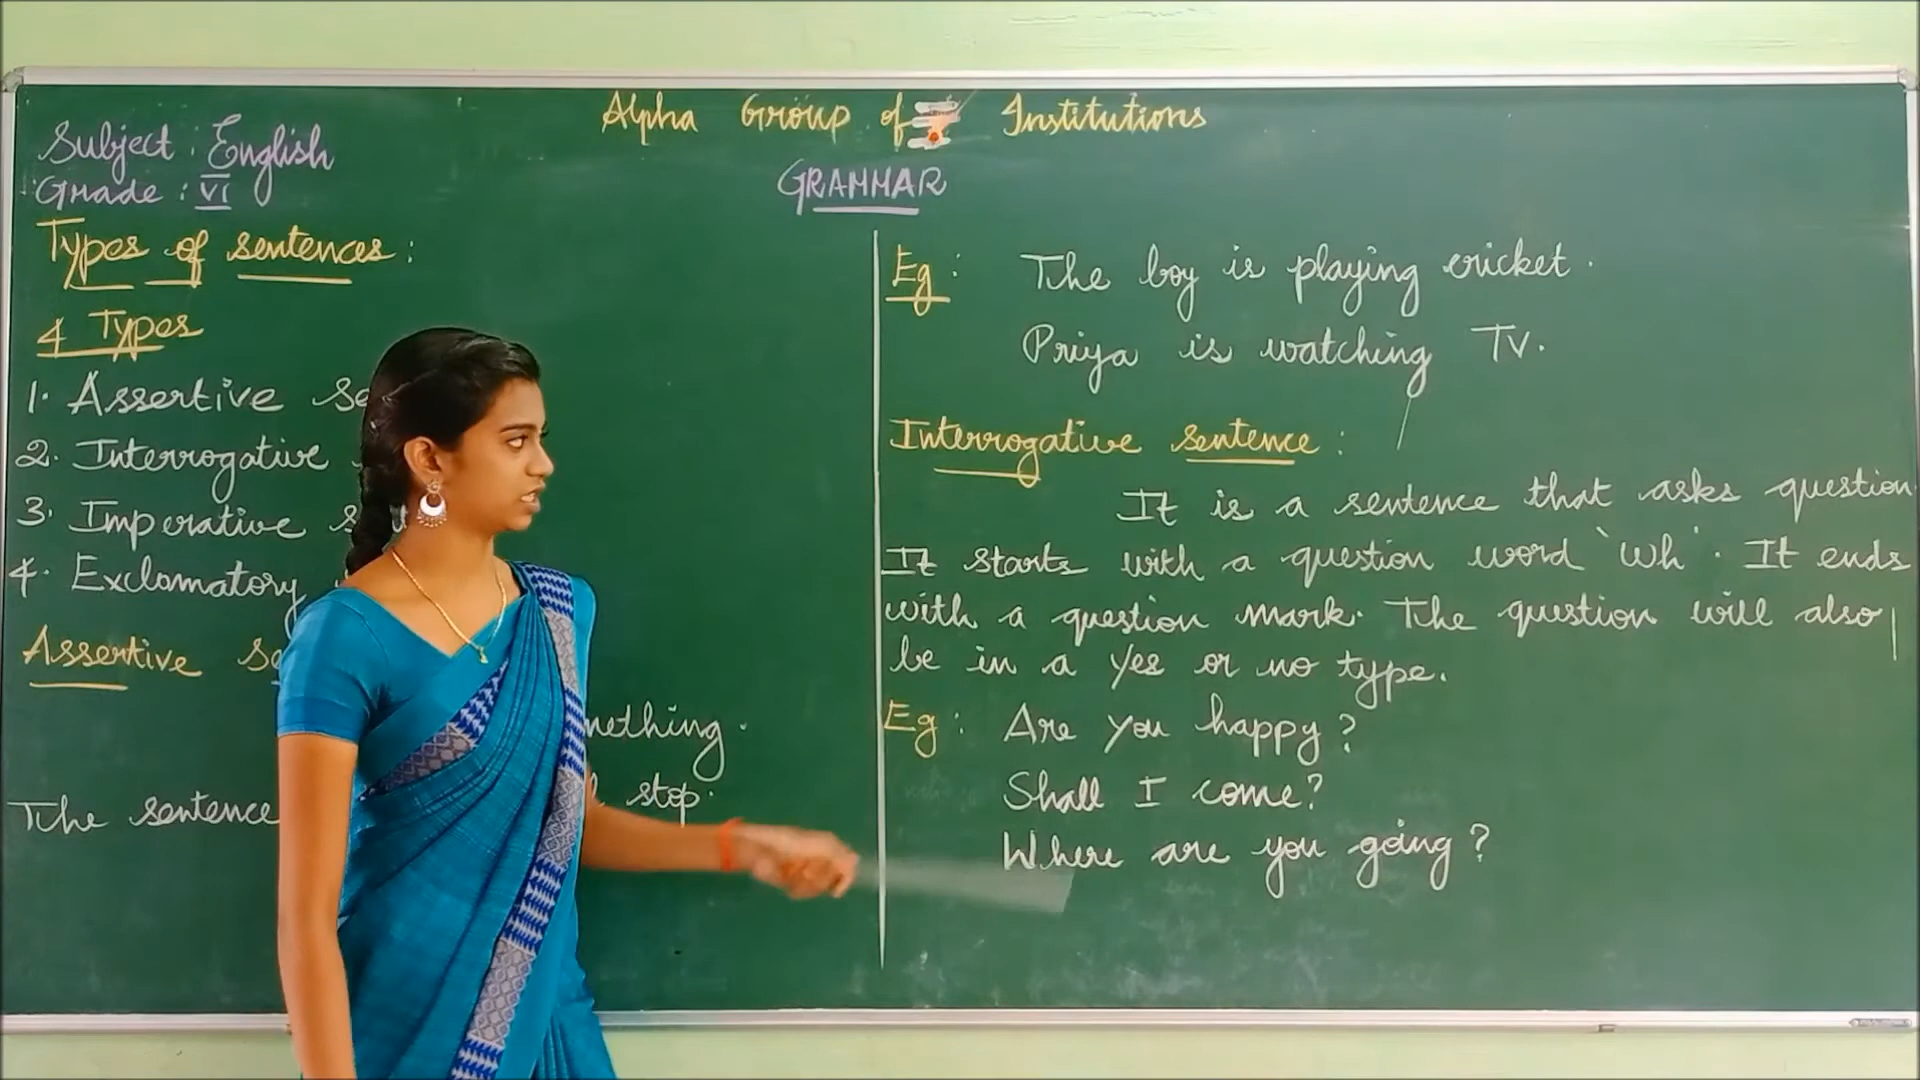 Alpha Group of Institutions
Subject : English
Grade : VI
GRAMMAR
Types of sentences :
4 Types
1. Assertive
2. Interrogative
3. Imperative
4. Exclamatory
Assertive
The sentence stop.
Eg : The boy is playing cricket.
Priya is watching TV.
Interrogative sentence :
It is a sentence that asks question
It starts with a question word 'Wh'. It ends
with a question mark. The question will also
be in a Yes or no type.
Eg : Are you happy?
Shall I come?
Where are you going?